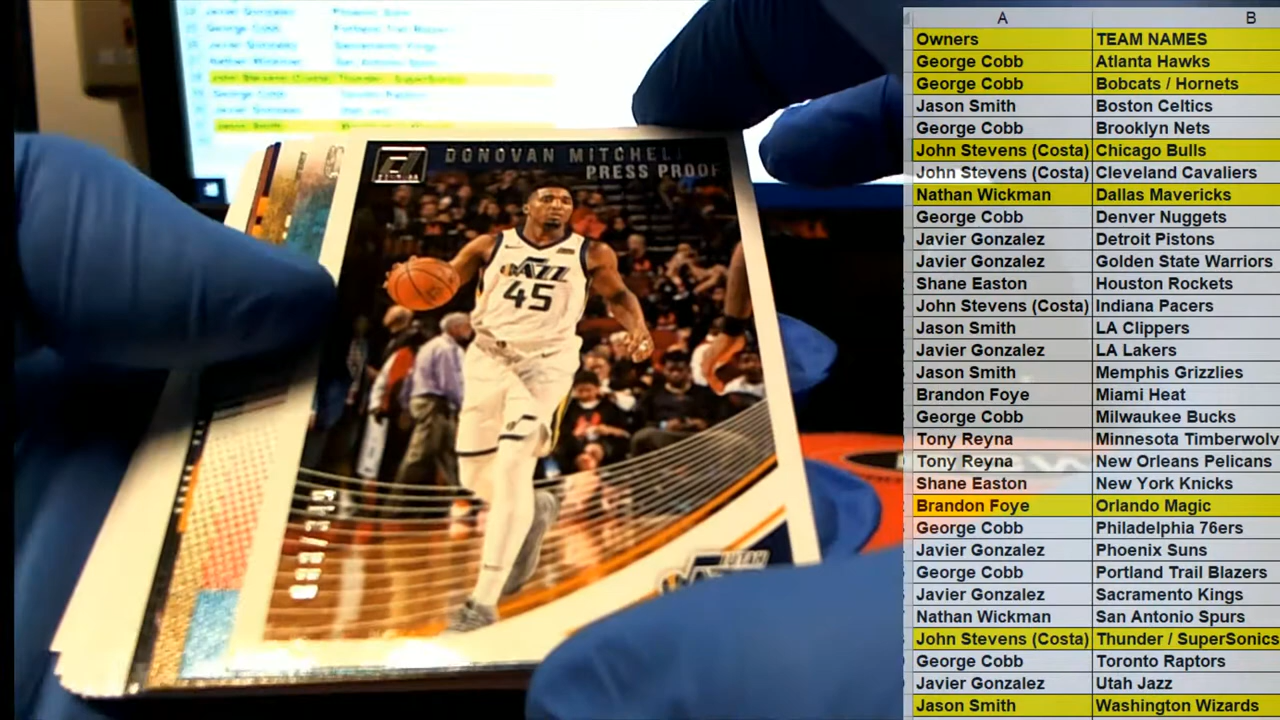 A B
Owners TEAM NAMES
George Cobb Atlanta Hawks
George Cobb Bobcats / Hornets
Jason Smith Boston Celtics
George Cobb Brooklyn Nets
John Stevens (Costa) Chicago Bulls
John Stevens (Costa) Cleveland Cavaliers
Nathan Wickman Dallas Mavericks
George Cobb Denver Nuggets
Javier Gonzalez Detroit Pistons
Javier Gonzalez Golden State Warriors
Shane Easton Houston Rockets
John Stevens (Costa) Indiana Pacers
Jason Smith LA Clippers
Javier Gonzalez LA Lakers
Jason Smith Memphis Grizzlies
Brandon Foye Miami Heat
George Cobb Milwaukee Bucks
Tony Reyna Minnesota Timberwolv
Tony Reyna New Orleans Pelicans
Shane Easton New York Knicks
Brandon Foye Orlando Magic
George Cobb Philadelphia 76ers
Javier Gonzalez Phoenix Suns
George Cobb Portland Trail Blazers
Javier Gonzalez Sacramento Kings
Nathan Wickman San Antonio Spurs
John Stevens (Costa) Thunder / SuperSonics
George Cobb Toronto Raptors
Javier Gonzalez Utah Jazz
Jason Smith Washington Wizards
DONOVAN MITCHELL
PRESS PROOF
JAZZ
45
UTAH
JAZZ